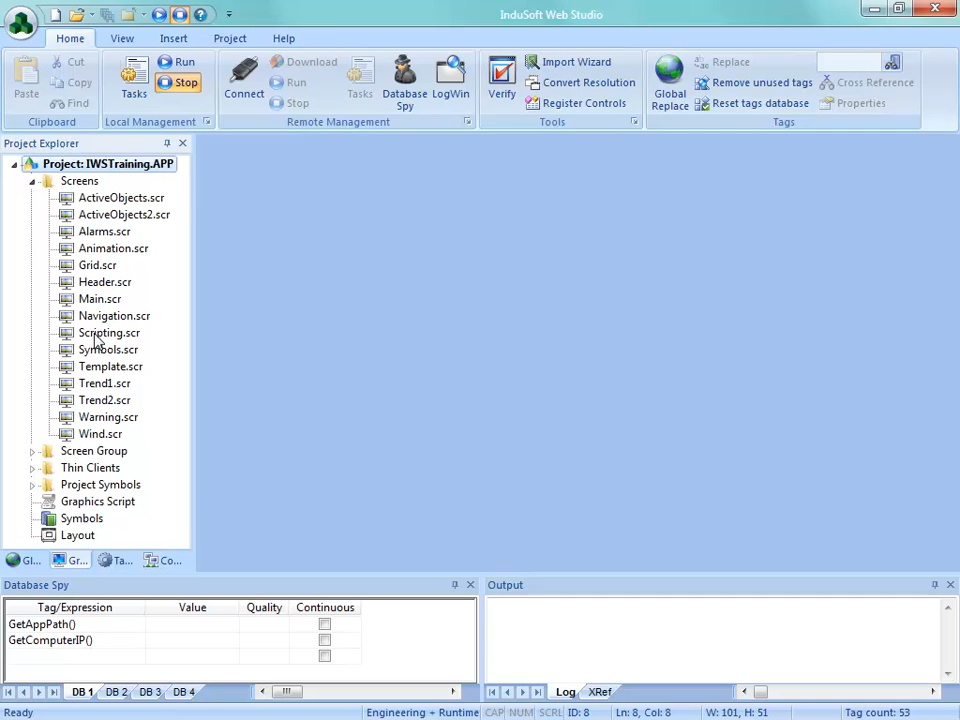 InduSoft Web Studio
Home View Insert Project Help
Paste
Cut
Copy
Find
Clipboard
Tasks
Run
Stop
Local Management
Connect
Download
Run
Stop
Tasks
Database Spy
LogWin
Remote Management
Verify
Import Wizard
Convert Resolution
Register Controls
Tools
Global Replace
Replace
Remove unused tags
Reset tags database
Cross Reference
Properties
Tags
Project Explorer
Project: IWSTraining.APP
Screens
ActiveObjects.scr
ActiveObjects2.scr
Alarms.scr
Animation.scr
Grid.scr
Header.scr
Main.scr
Navigation.scr
Scripting.scr
Symbols.scr
Template.scr
Trend1.scr
Trend2.scr
Warning.scr
Wind.scr
Screen Group
Thin Clients
Project Symbols
Graphics Script
Symbols
Layout
Gl... Gr... Ta... Co...
Database Spy
Tag/Expression Value Quality Continuous
GetAppPath()
GetComputerIP()
DB 1 DB 2 DB 3 DB 4
Output
Log XRef
Ready Engineering + Runtime CAP NUM SCRL ID: 8 Ln: 8, Col: 8 W: 101, H: 51 Tag count: 53